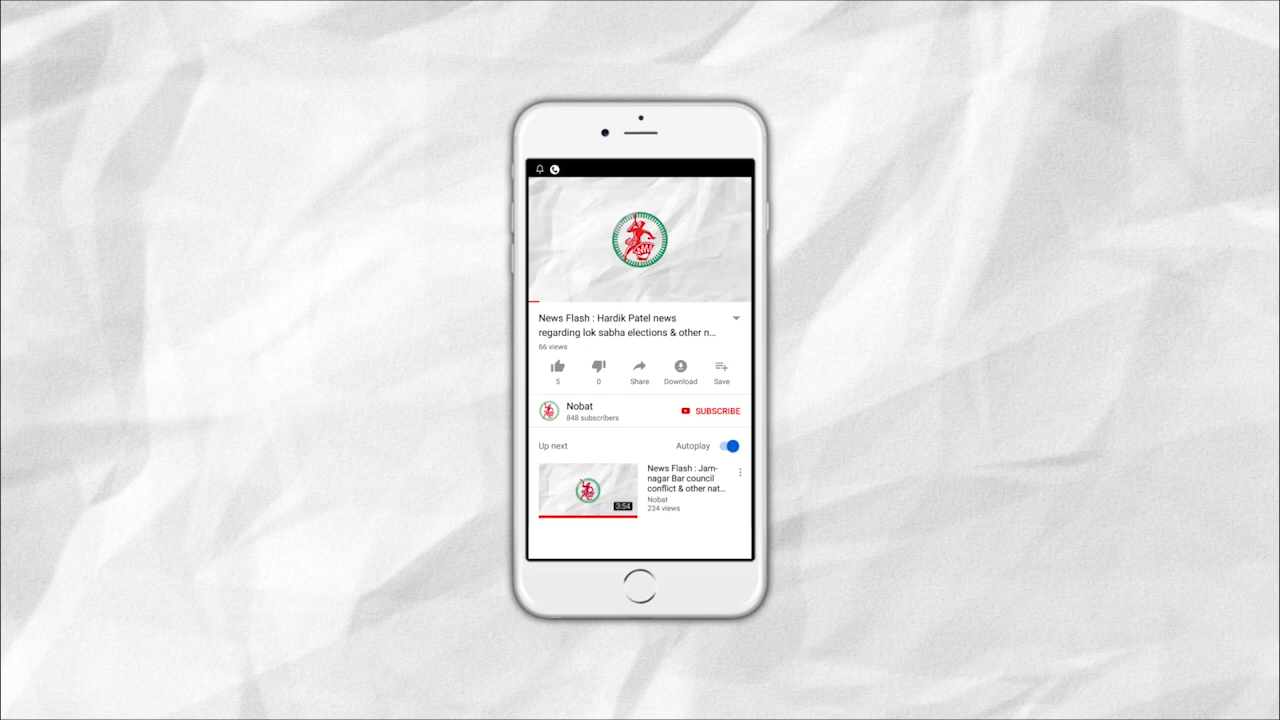 News Flash : Hardik Patel news
regarding lok sabha elections & other n...
66 views
5
0
Share
Download
Save
Nobat
848 subscribers
SUBSCRIBE
Up next
Autoplay
News Flash : Jam-
nagar Bar council
conflict & other nat...
Nobat
234 views
3:54